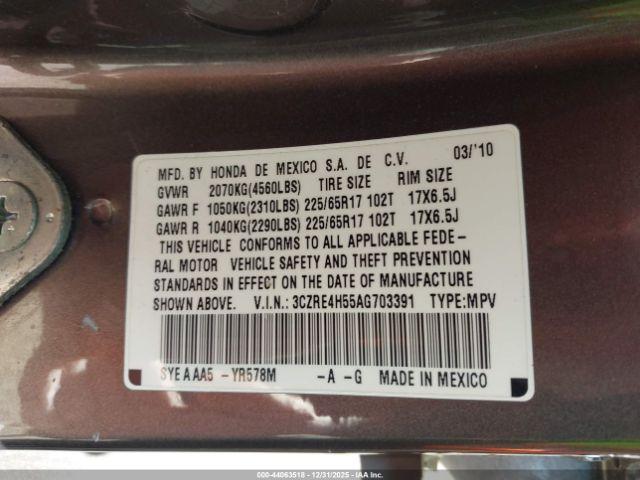 MFD. BY HONDA DE MEXICO S.A. DE C.V. 03/'10
GVWR 2070KG(4560LBS) TIRE SIZE RIM SIZE
GAWR F 1050KG(2310LBS) 225/65R17 102T 17X6.5J
GAWR R 1040KG(2290LBS) 225/65R17 102T 17X6.5J
THIS VEHICLE CONFORMS TO ALL APPLICABLE FEDE-
RAL MOTOR VEHICLE SAFETY AND THEFT PREVENTION
STANDARDS IN EFFECT ON THE DATE OF MANUFACTURE
SHOWN ABOVE. V.I.N.: 3CZRE4H55AG703391 TYPE:MPV
SYE A AA5 -YR578M -A -G MADE IN MEXICO
000-44063518 - 12/31/2025 - IAA Inc.